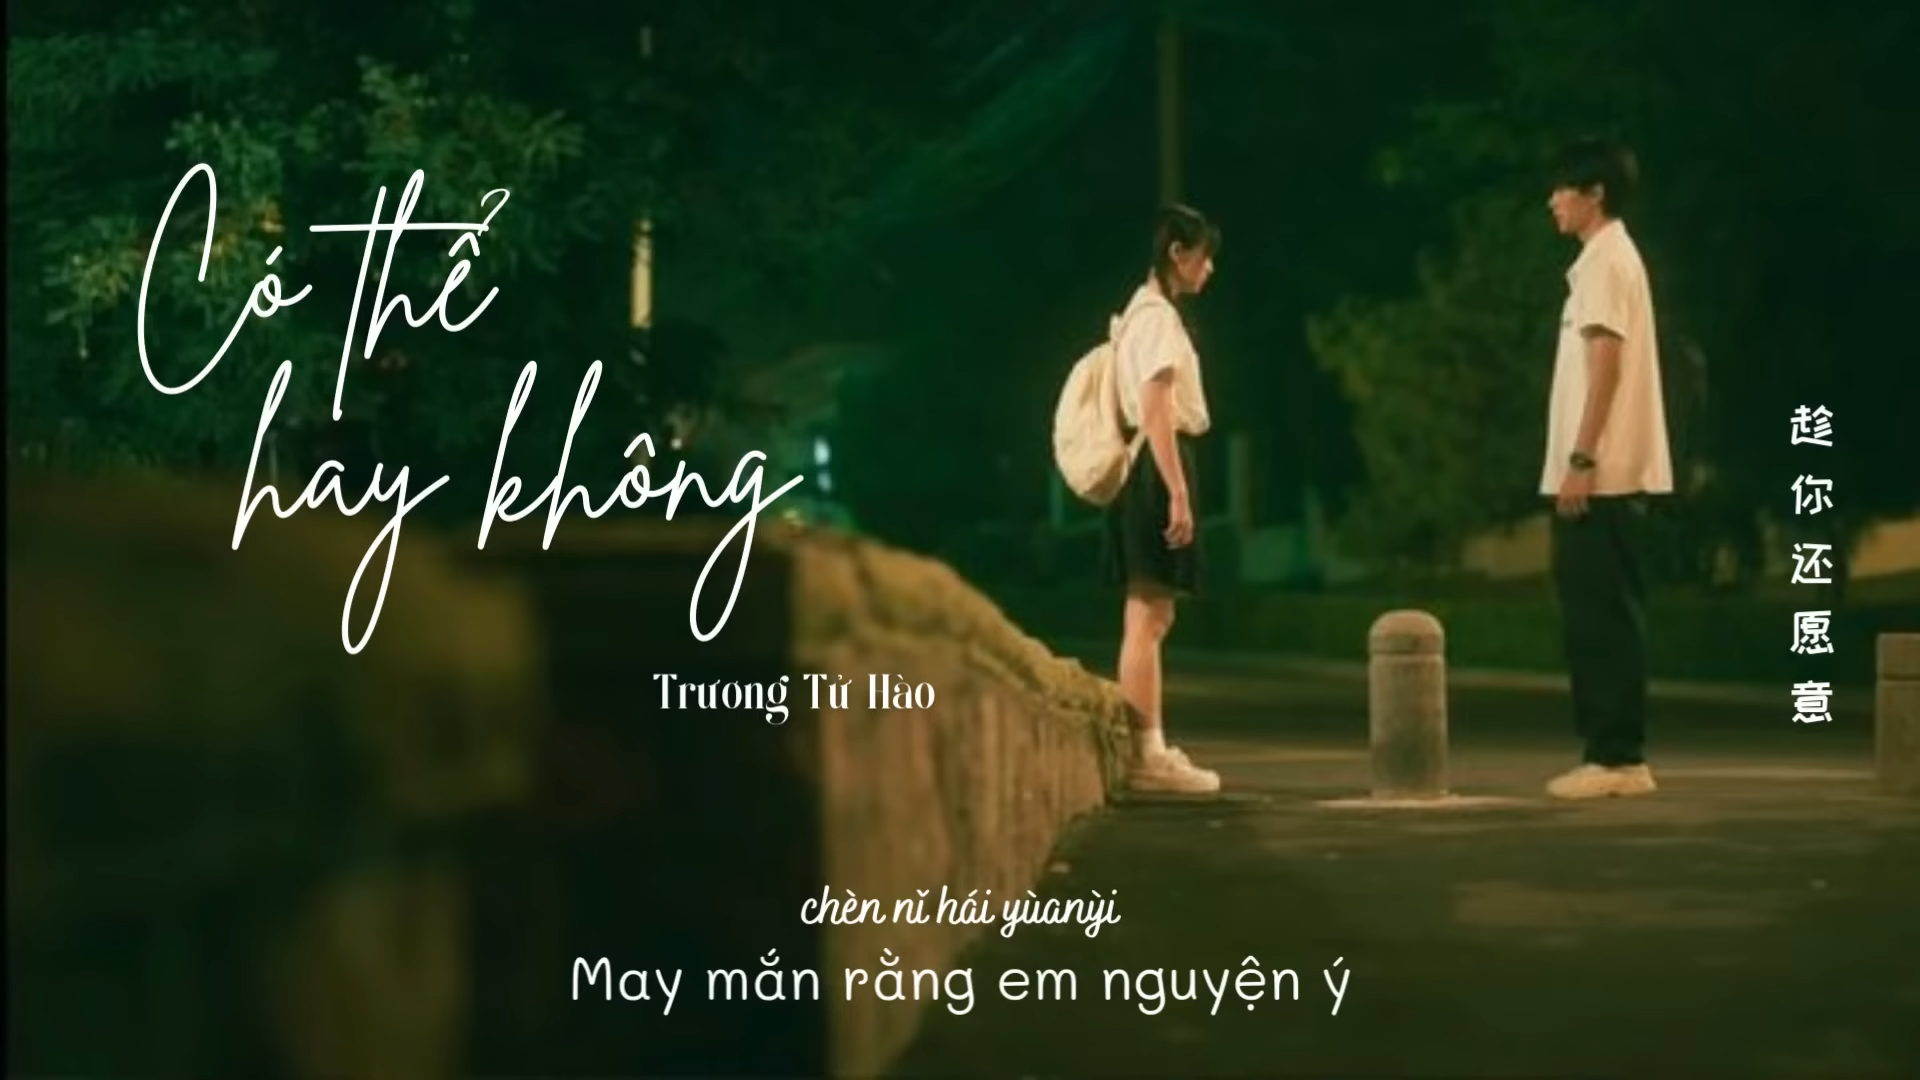 Có thể
hay không
Trương Tử Hào
趁你还愿意
chèn nǐ hái yùanỳi
May mắn rằng em nguyện ý